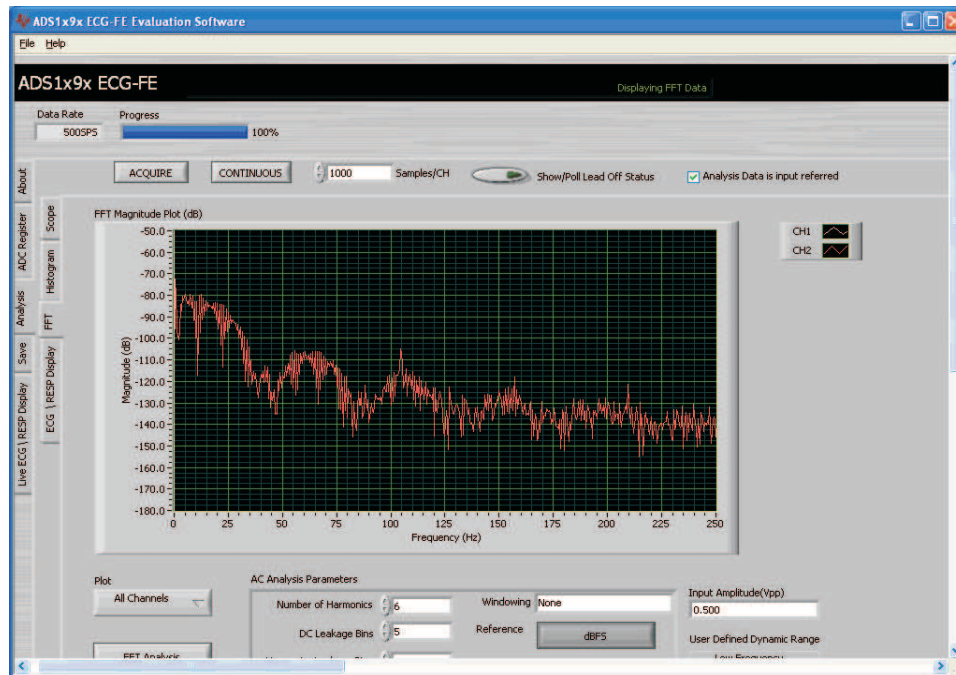 ADS1x9x ECG-FE Evaluation Software
File Help
ADS1x9x ECG-FE
Displaying FFT Data
Data Rate
Progress
500SPS
100%
ACQUIRE
CONTINUOUS
1000
Samples/CH
Show/Poll Lead Off Status
Analysis Data is input referred
About
ADC Register
Analysis
Save
Live ECG \ RESP Display
Scope
Histogram
FFT
ECG \ RESP Display
FFT Magnitude Plot (dB)
CH1
CH2
Magnitude (dB)
-50.0
-60.0
-70.0
-80.0
-90.0
-100.0
-110.0
-120.0
-130.0
-140.0
-150.0
-160.0
-170.0
-180.0
0 25 50 75 100 125 150 175 200 225 250
Frequency (Hz)
Plot
All Channels
FFT Analysis
AC Analysis Parameters
Number of Harmonics
6
DC Leakage Bins
5
Windowing
None
Reference
dBFS
Input Amplitude(Vpp)
0.500
User Defined Dynamic Range
Low Frequency